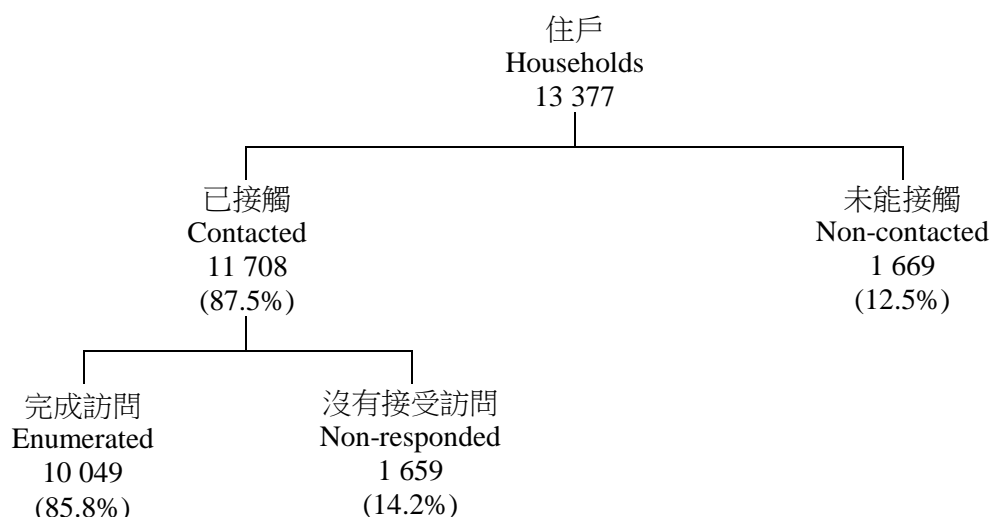 住戶
Households
13 377
已接觸
Contacted
11 708
(87.5%)
未能接觸
Non-contacted
1 669
(12.5%)
完成訪問
Enumerated
10 049
(85.8%)
沒有接受訪問
Non-responded
1 659
(14.2%)